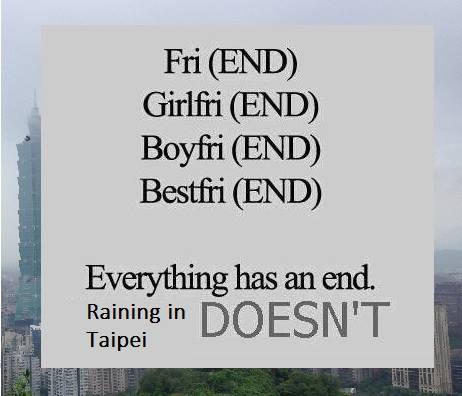 Fri (END)
Girlfri (END)
Boyfri (END)
Bestfri (END)
Everything has an end.
Raining in
Taipei
DOESN'T